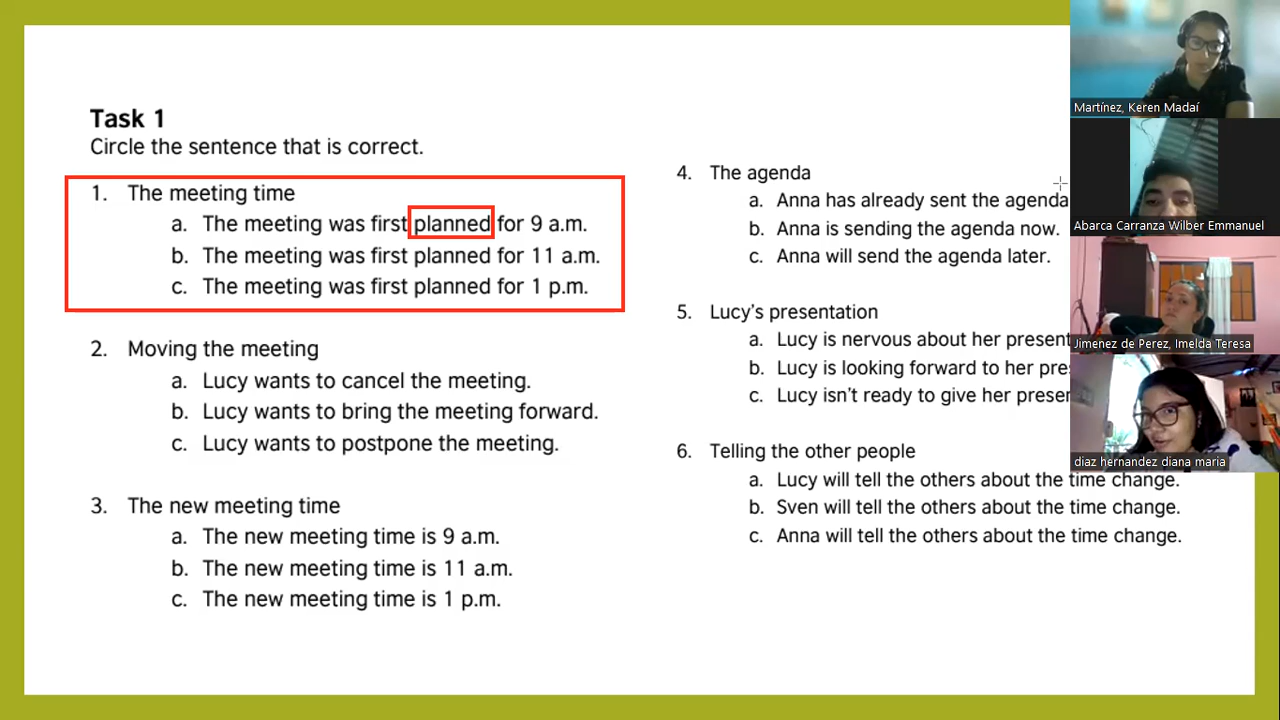 Task 1
Circle the sentence that is correct.
1. The meeting time
a. The meeting was first planned for 9 a.m.
b. The meeting was first planned for 11 a.m.
c. The meeting was first planned for 1 p.m.
2. Moving the meeting
a. Lucy wants to cancel the meeting.
b. Lucy wants to bring the meeting forward.
c. Lucy wants to postpone the meeting.
3. The new meeting time
a. The new meeting time is 9 a.m.
b. The new meeting time is 11 a.m.
c. The new meeting time is 1 p.m.
4. The agenda
a. Anna has already sent the agenda
b. Anna is sending the agenda now.
c. Anna will send the agenda later.
5. Lucy's presentation
a. Lucy is nervous about her present
b. Lucy is looking forward to her pre
c. Lucy isn't ready to give her presen
6. Telling the other people
a. Lucy will tell the others about the time change.
b. Sven will tell the others about the time change.
c. Anna will tell the others about the time change.
Martínez, Keren Madaí
Abarca Carranza Wilber Emmanuel
Jimenez de Perez, Imelda Teresa
diaz hernandez diana maria